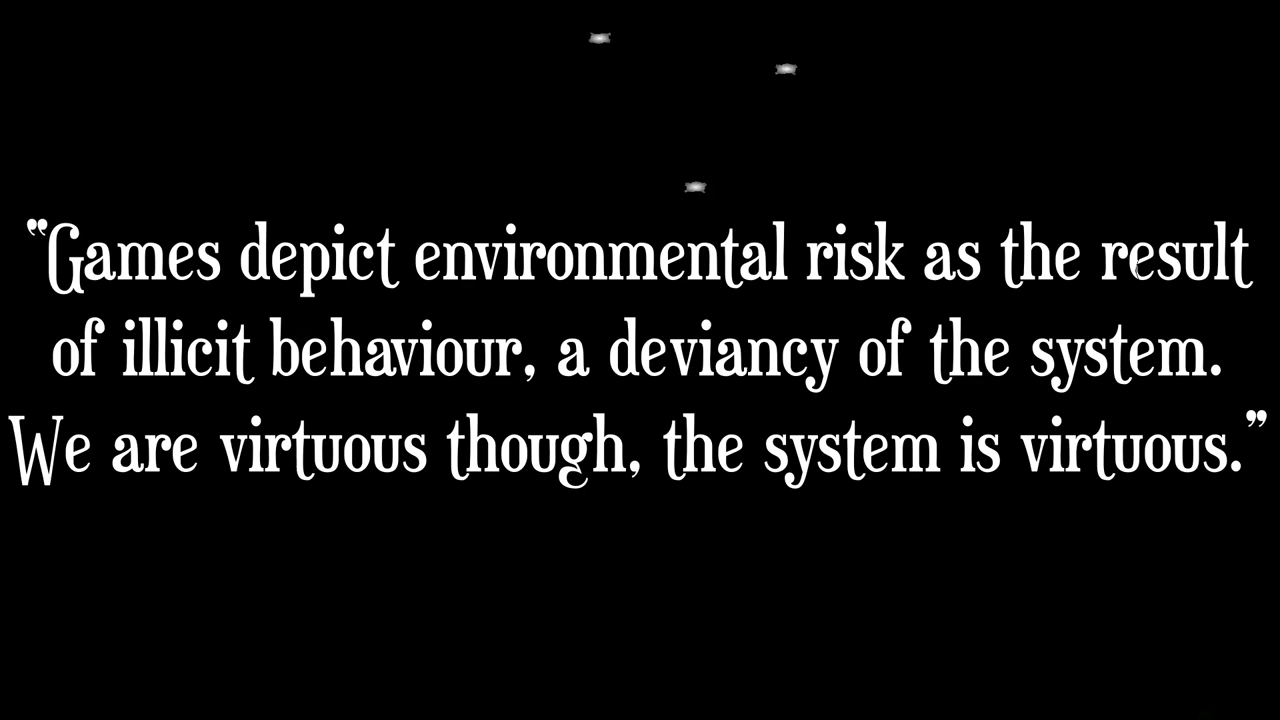 "Games depict environmental risk as the result
of illicit behaviour, a deviancy of the system.
We are virtuous though, the system is virtuous."